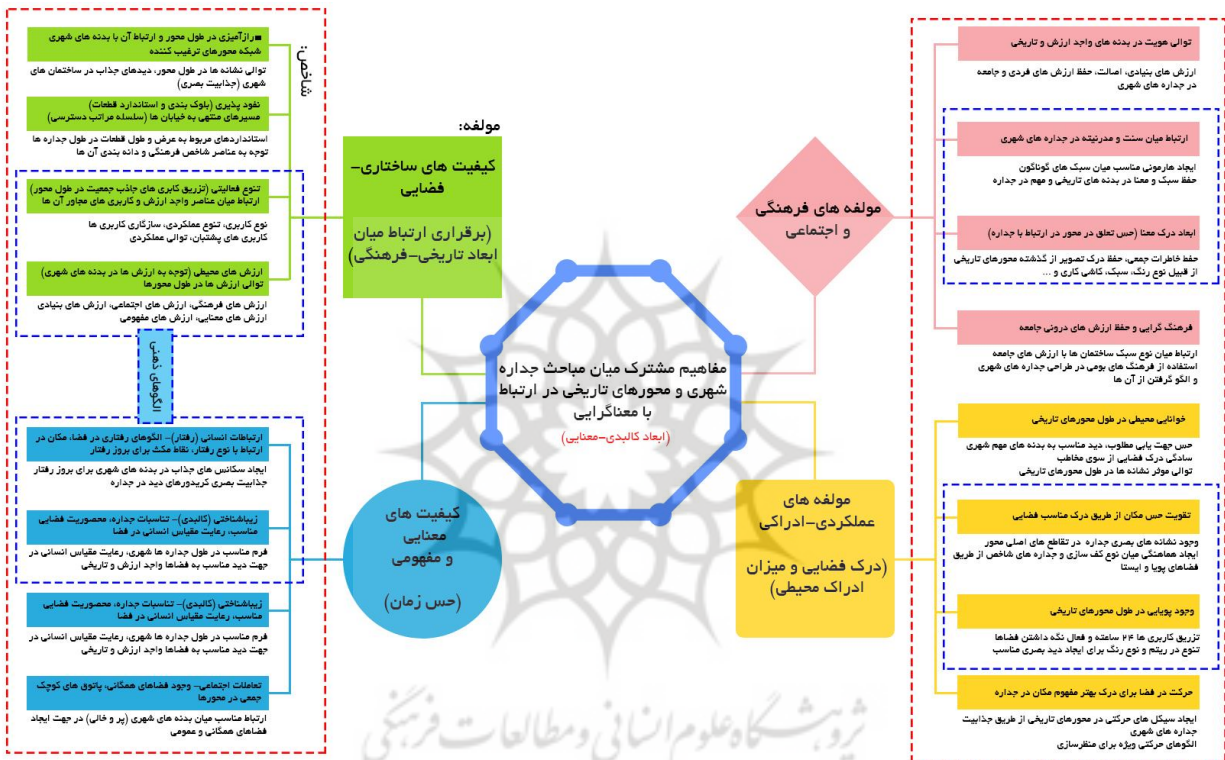 توالی هویت در بدنه های واجد ارزش و تاریخی
ارزش های بنیادی، اصالت، حفظ ارزش های فردی و جامعه
در جداره های شهری
ارتباط میان سنت و مدرنیته در جداره های شهری
ایجاد هارمونی مناسب میان سبک های گوناگون
حفظ سبک و معنا در بدنه های تاریخی و مهم در جداره
ابعاد درک معنا (حس تعلق در محور در ارتباط با جداره)
حفظ خاطرات جمعی، حفظ درک تصویر از گذشته محورهای تاریخی
از قبیل نوع رنگ، سبک، کاشی کاری و ...
فرهنگ گرایی و حفظ ارزش های درونی جامعه
ارتباط میان نوع سبک ساختمان ها با ارزش های جامعه
استفاده از فرهنگ های بومی در طراحی جداره های شهری
و الگو گرفتن از آن ها
مولفه های فرهنگی
و اجتماعی
خوانایی محیطی در طول محورهای تاریخی
حس جهت یابی مطلوب، دید مناسب به بدنه های مهم شهری
سادگی درک فضایی از سوی مخاطب
توالی موثر نشانه ها در طول محورهای تاریخی
تقویت حس مکان از طریق درک مناسب فضایی
وجود نشانه های بصری جداره در تقاطع های اصلی محور
ایجاد هماهنگی میان نوع کف سازی و جداره های شاخص از طریق
فضاهای پویا و ایستا
وجود پویایی در طول محورهای تاریخی
تزریق کاربری ها ۲۴ ساعته و فعال نگه داشتن فضاها
تنوع در ریتم و نوع رنگ برای ایجاد دید بصری مناسب
حرکت در فضا برای درک بهتر مفهوم مکان در جداره
ایجاد سیکل های حرکتی در محورهای تاریخی از طریق جذابیت
جداره های شهری
الگوهای حرکتی ویژه برای منظرسازی
مولفه های
عملکردی-ادراکی
(درک فضایی و میزان
ادراک محیطی)
مفاهیم مشترک میان مباحث جداره
شهری و محورهای تاریخی در ارتباط
با معناگرایی
(ابعاد کالبدی-معنایی)
مولفه:
کیفیت های ساختاری-
فضایی
(برقراری ارتباط میان
ابعاد تاریخی-فرهنگی)
کیفیت های
معنایی
و مفهومی
(حس زمان)
شاخص:
رازآمیزی در طول محور و ارتباط آن با بدنه های شهری
شبکه محورهای ترغیب کننده
توالی نشانه ها در طول محور، دیدهای جذاب در ساختمان های
شهری (جذابیت بصری)
نفوذ پذیری (بلوک بندی و استاندارد قطعات)
مسیرهای منتهی به خیابان ها (سلسله مراتب دسترسی)
استانداردهای مربوط به عرض و طول قطعات در طول جداره ها
توجه به عناصر شاخص فرهنگی و دانه بندی آن ها
تنوع فعالیتی (تزریق کابری های جاذب جمعیت در طول محور)
ارتباط میان عناصر واجد ارزش و کاربری های مجاور آن ها
نوع کاربری، تنوع عملکردی، سازگاری کاربری ها
کاربری های پشتبان، توالی عملکردی
ارزش های محیطی (توجه به ارزش ها در بدنه های شهری)
توالی ارزش ها در طول محورها
ارزش های فرهنگی، ارزش های اجتماعی، ارزش های بنیادی
ارزش های معنایی، ارزش های مفهومی
الگوهای ذهنی
ارتباطات انسانی (رفتار)- الگوهای رفتاری در فضا، مکان در
ارتباط با نوع رفتار، نقاط مکث برای بروز رفتار
ایجاد سکانس های جذاب در بدنه های شهری برای بروز رفتار
جذابیت بصری کریدورهای دید در جداره
زیباشناختی (کالبدی)- تناسبات جداره، محصوریت فضایی
مناسب، رعایت مقیاس انسانی در فضا
فرم مناسب در طول جداره ها شهری، رعایت مقیاس انسانی در
جهت دید مناسب به فضاها واجد ارزش و تاریخی
زیباشناختی (کالبدی)- تناسبات جداره، محصوریت فضایی
مناسب، رعایت مقیاس انسانی در فضا
فرم مناسب در طول جداره ها شهری، رعایت مقیاس انسانی در
جهت دید مناسب به فضاها واجد ارزش و تاریخی
تعاملات اجتماعی- وجود فضاهای همگانی، پاتوق های کوچک
جمعی در محورها
ارتباط مناسب میان بدنه های شهری (پر و خالی) در جهت ایجاد
فضاهای همگانی و عمومی
پژوهشگاه علوم انسانی و مطالعات فرهنگی